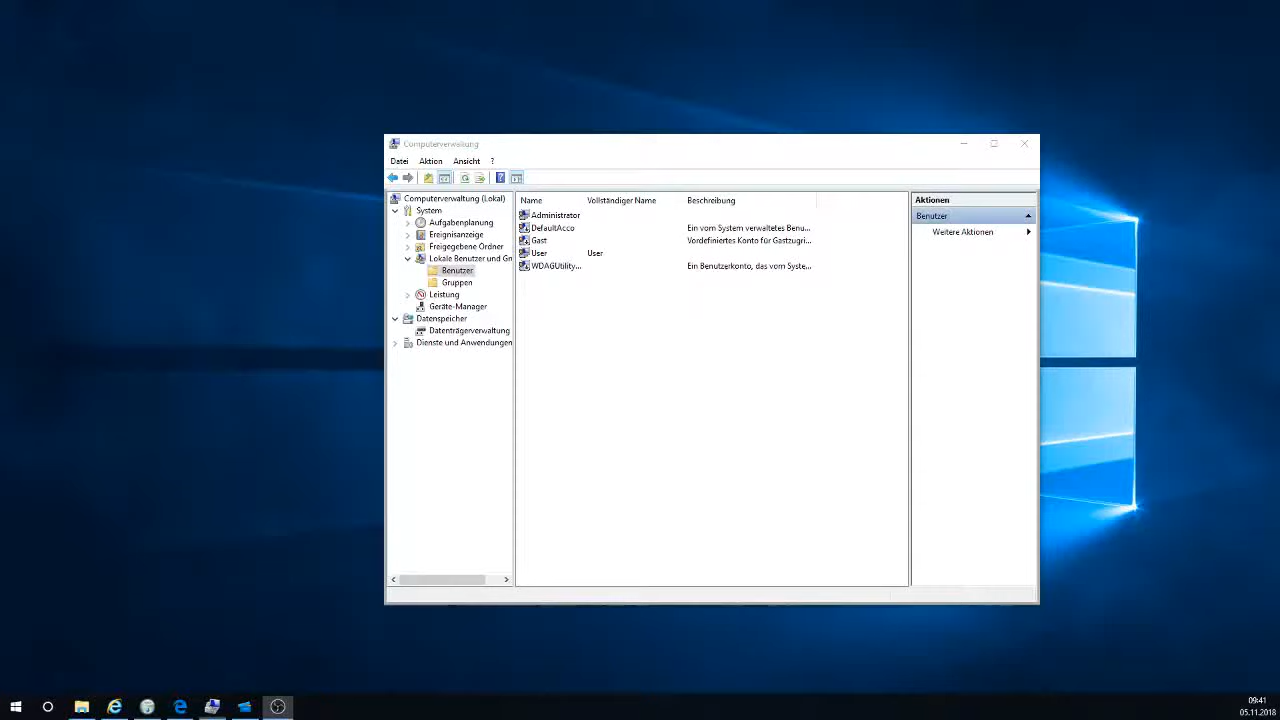 Computerverwaltung
Datei Aktion Ansicht ?
Computerverwaltung (Lokal)
System
Aufgabenplanung
Ereignisanzeige
Freigegebene Ordner
Lokale Benutzer und Gr
Benutzer
Gruppen
Leistung
Geräte-Manager
Datenspeicher
Datenträgerverwaltung
Dienste und Anwendungen
Name Vollständiger Name Beschreibung
Administrator
DefaultAcco Ein vom System verwaltetes Benu...
Gast Vordefiniertes Konto für Gastzugri...
User User
WDAGUtility... Ein Benutzerkonto, das vom Syste...
Aktionen
Benutzer
Weitere Aktionen
09:41
05.11.2018